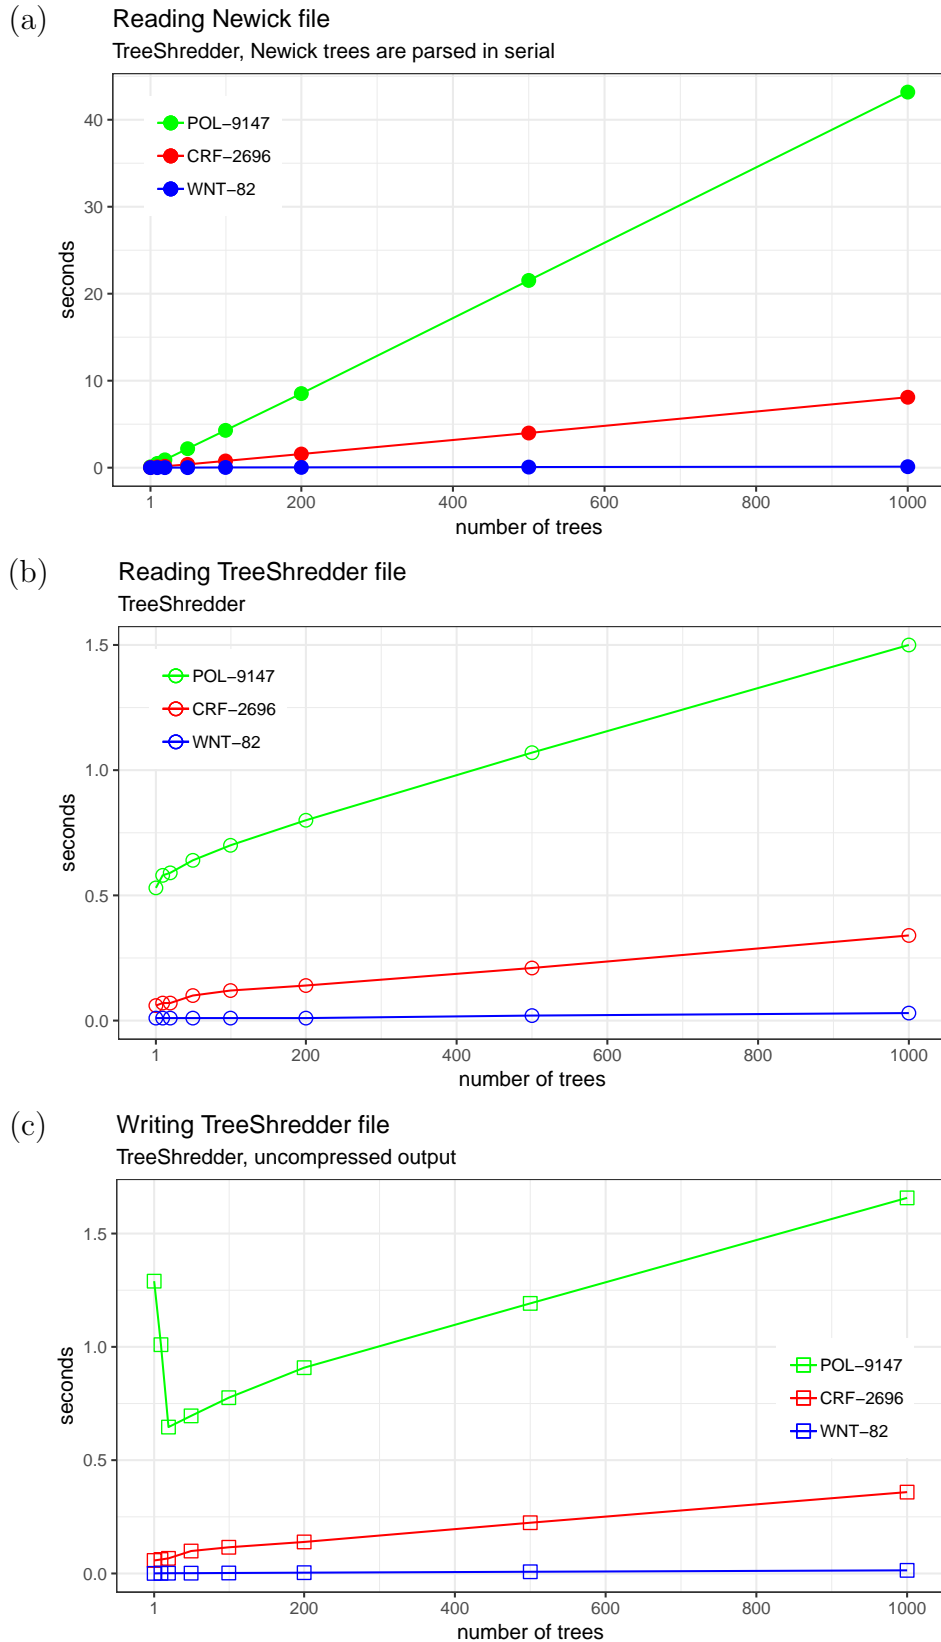 (a)
Reading Newick file
TreeShredder, Newick trees are parsed in serial
POL−9147
CRF−2696
WNT−82
seconds
40
30
20
10
0
1 200 400 600 800 1000
number of trees
(b)
Reading TreeShredder file
TreeShredder
POL−9147
CRF−2696
WNT−82
seconds
1.5
1.0
0.5
0.0
1 200 400 600 800 1000
number of trees
(c)
Writing TreeShredder file
TreeShredder, uncompressed output
seconds
1.5
1.0
0.5
0.0
POL−9147
CRF−2696
WNT−82
1 200 400 600 800 1000
number of trees